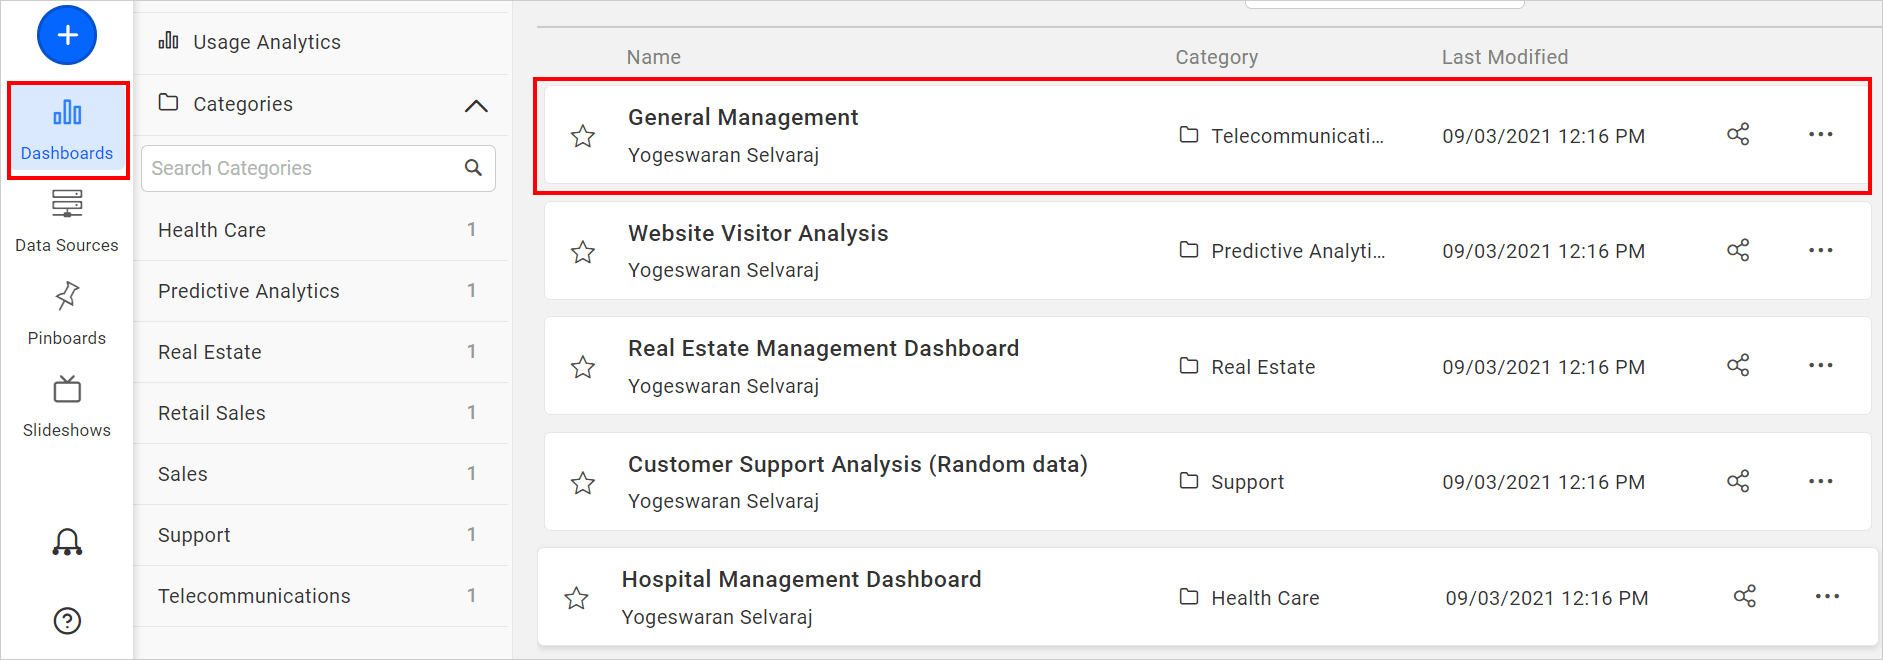 Dashboards
Data Sources
Pinboards
Slideshows
Usage Analytics
Categories
Search Categories
Health Care 1
Predictive Analytics 1
Real Estate 1
Retail Sales 1
Sales 1
Support 1
Telecommunications 1
Name Category Last Modified
General Management
Yogeswaran Selvaraj
Telecommunicati... 09/03/2021 12:16 PM
Website Visitor Analysis
Yogeswaran Selvaraj
Predictive Analyti... 09/03/2021 12:16 PM
Real Estate Management Dashboard
Yogeswaran Selvaraj
Real Estate 09/03/2021 12:16 PM
Customer Support Analysis (Random data)
Yogeswaran Selvaraj
Support 09/03/2021 12:16 PM
Hospital Management Dashboard
Yogeswaran Selvaraj
Health Care 09/03/2021 12:16 PM